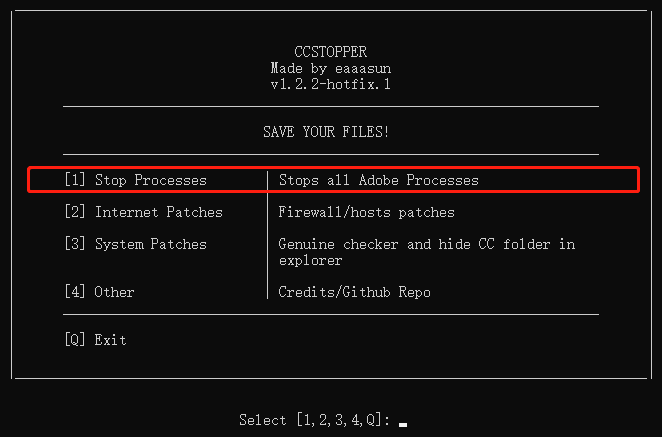 CCSTOPPER
Made by eaaasun
v1.2.2-hotfix.1
SAVE YOUR FILES!
[1] Stop Processes | Stops all Adobe Processes
[2] Internet Patches | Firewall/hosts patches
[3] System Patches | Genuine checker and hide CC folder in
explorer
[4] Other | Credits/Github Repo
[Q] Exit
Select [1,2,3,4,Q]: _